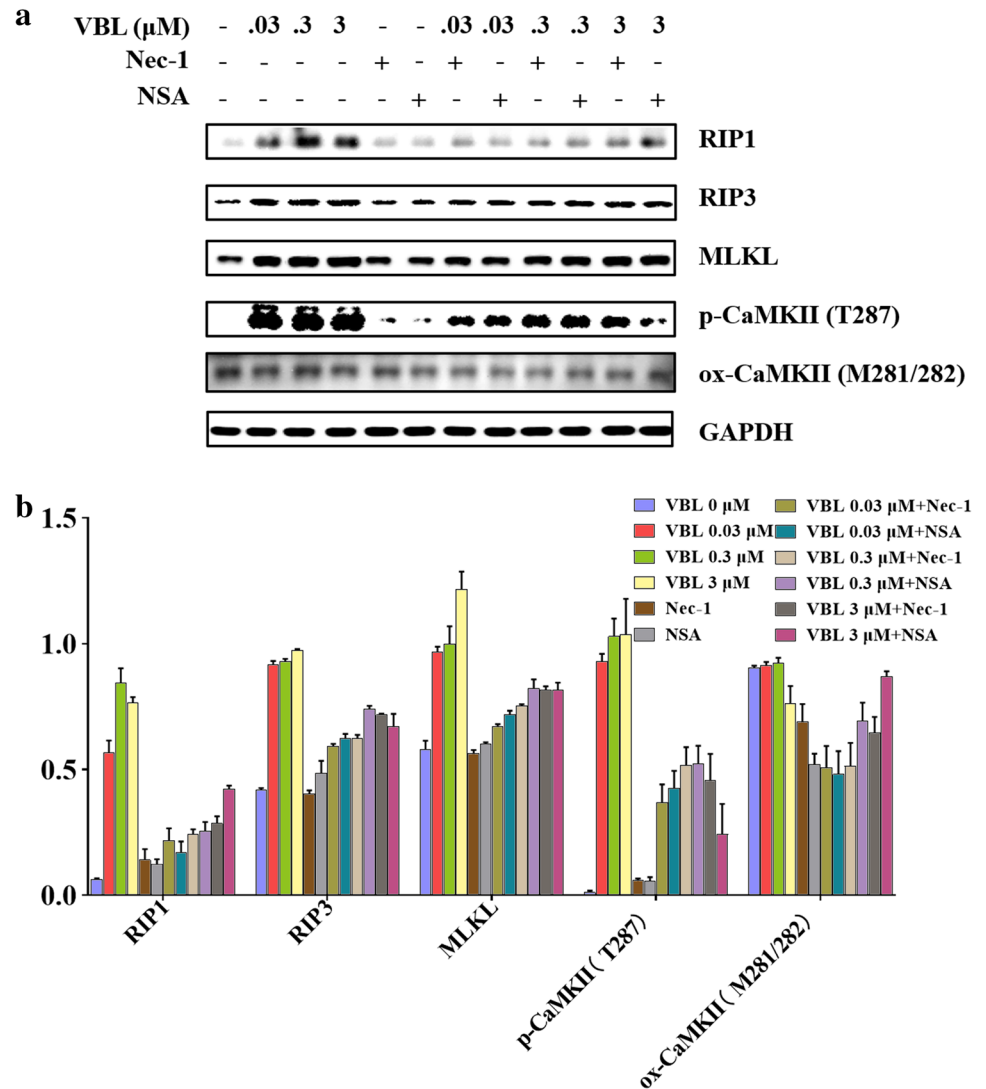 a
VBL (µM) - .03 .3 3 - - .03 .03 .3 .3 3 3
Nec-1 - - - - + - + - + - + -
NSA - - - - - + - + - + - +
RIP1
RIP3
MLKL
p-CaMKII (T287)
ox-CaMKII (M281/282)
GAPDH
b
VBL 0 µM
VBL 0.03 µM
VBL 0.3 µM
VBL 3 µM
Nec-1
NSA
VBL 0.03 µM+Nec-1
VBL 0.03 µM+NSA
VBL 0.3 µM+Nec-1
VBL 0.3 µM+NSA
VBL 3 µM+Nec-1
VBL 3 µM+NSA
1.5
1.0
0.5
0.0
RIP1
RIP3
MLKL
p-CaMKII( T287)
ox-CaMKII( M281/282)